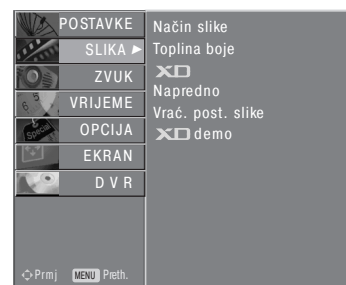 POSTAVKE
SLIKA
ZVUK
VRIJEME
OPCIJA
EKRAN
DVR
Način slike
Toplina boje
XD
Napredno
Vrać. post. slike
XD demo
Prmj MENU Preth.